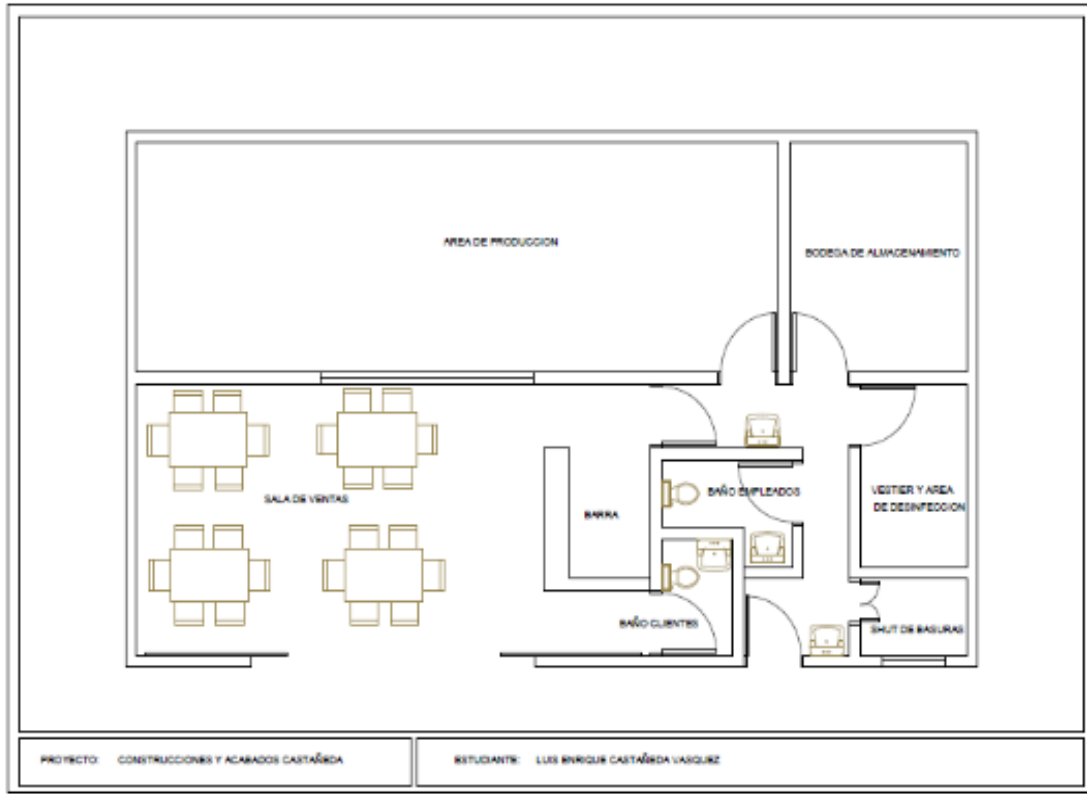 AREA DE PRODUCCION
BODEGA DE ALMACENAMIENTO
SALA DE VENTAS
BARRA
BAÑO EMPLEADOS
VESTIER Y AREA
DE DESINFECCION
BAÑO CLIENTES
SHUT DE BASURAS
PROYECTO: CONSTRUCCIONES Y ACABADOS CASTAÑEDA
ESTUDIANTE: LUIS ENRIQUE CASTAÑEDA VASQUEZ